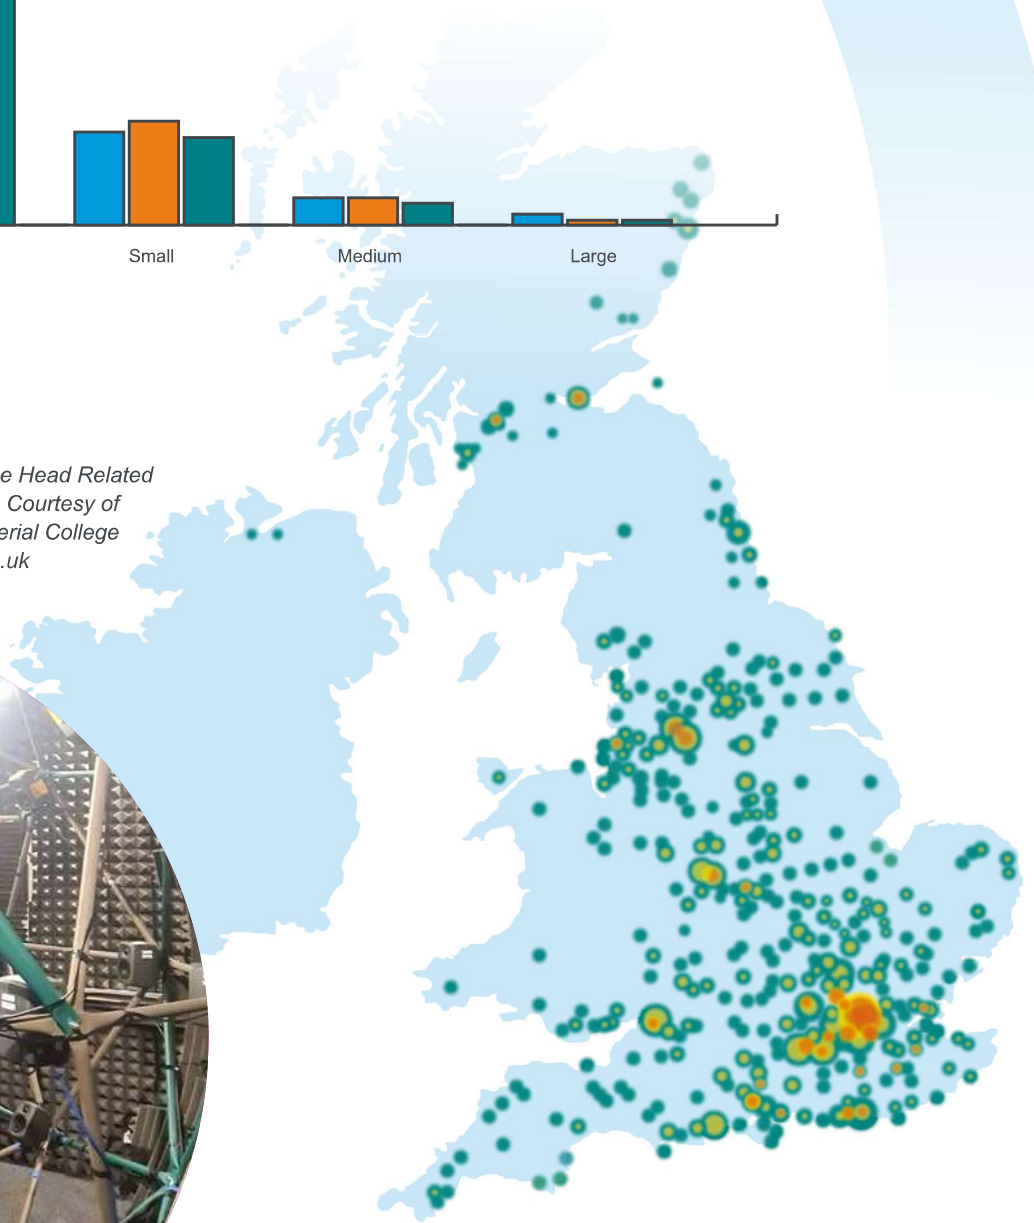 Small
Medium
Large
e Head Related
Courtesy of
erial College
.uk